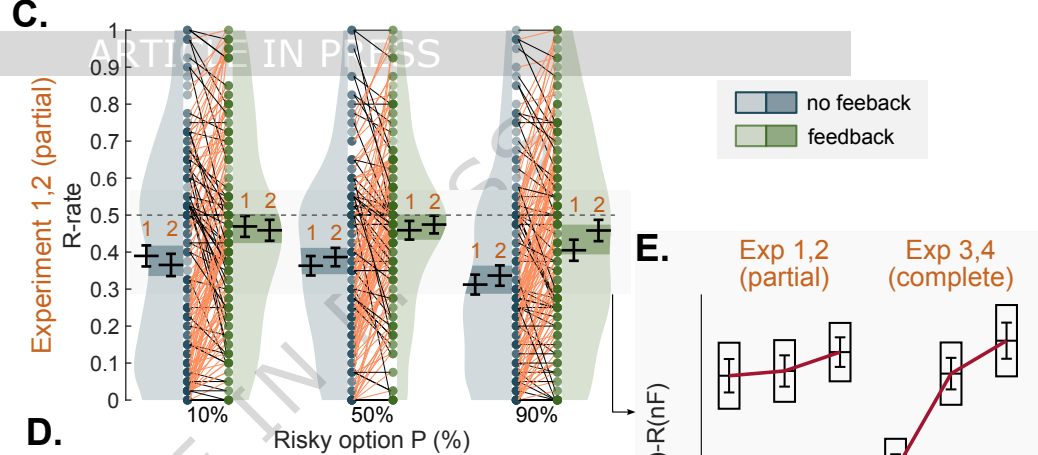 C.
ARTICLE IN PRESS
Experiment 1,2 (partial)
R-rate
1
0.9
0.8
0.7
0.6
0.5
0.4
0.3
0.2
0.1
0
1 2
1 2
1 2
1 2
1 2
1 2
10%
50%
90%
Risky option P (%)
no feeback
feedback
D.
E.
Exp 1,2
(partial)
Exp 3,4
(complete)
)-R(nF)